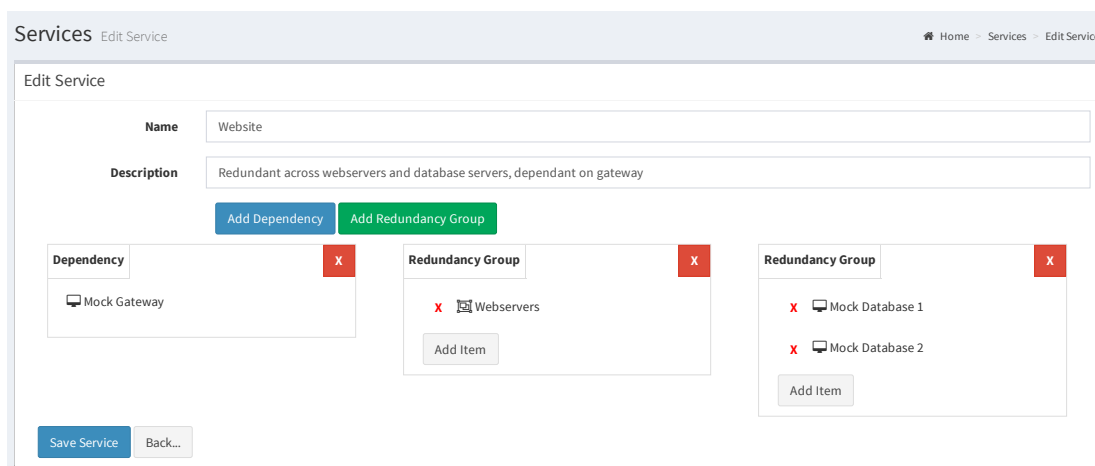 Services Edit Service
Home > Services > Edit Service
Edit Service
Name Website
Description Redundant across webservers and database servers, dependant on gateway
Add Dependency Add Redundancy Group
Dependency X Redundancy Group X Redundancy Group X
Mock Gateway X Webservers X Mock Database 1
Add Item X Mock Database 2
Add Item
Save Service Back...